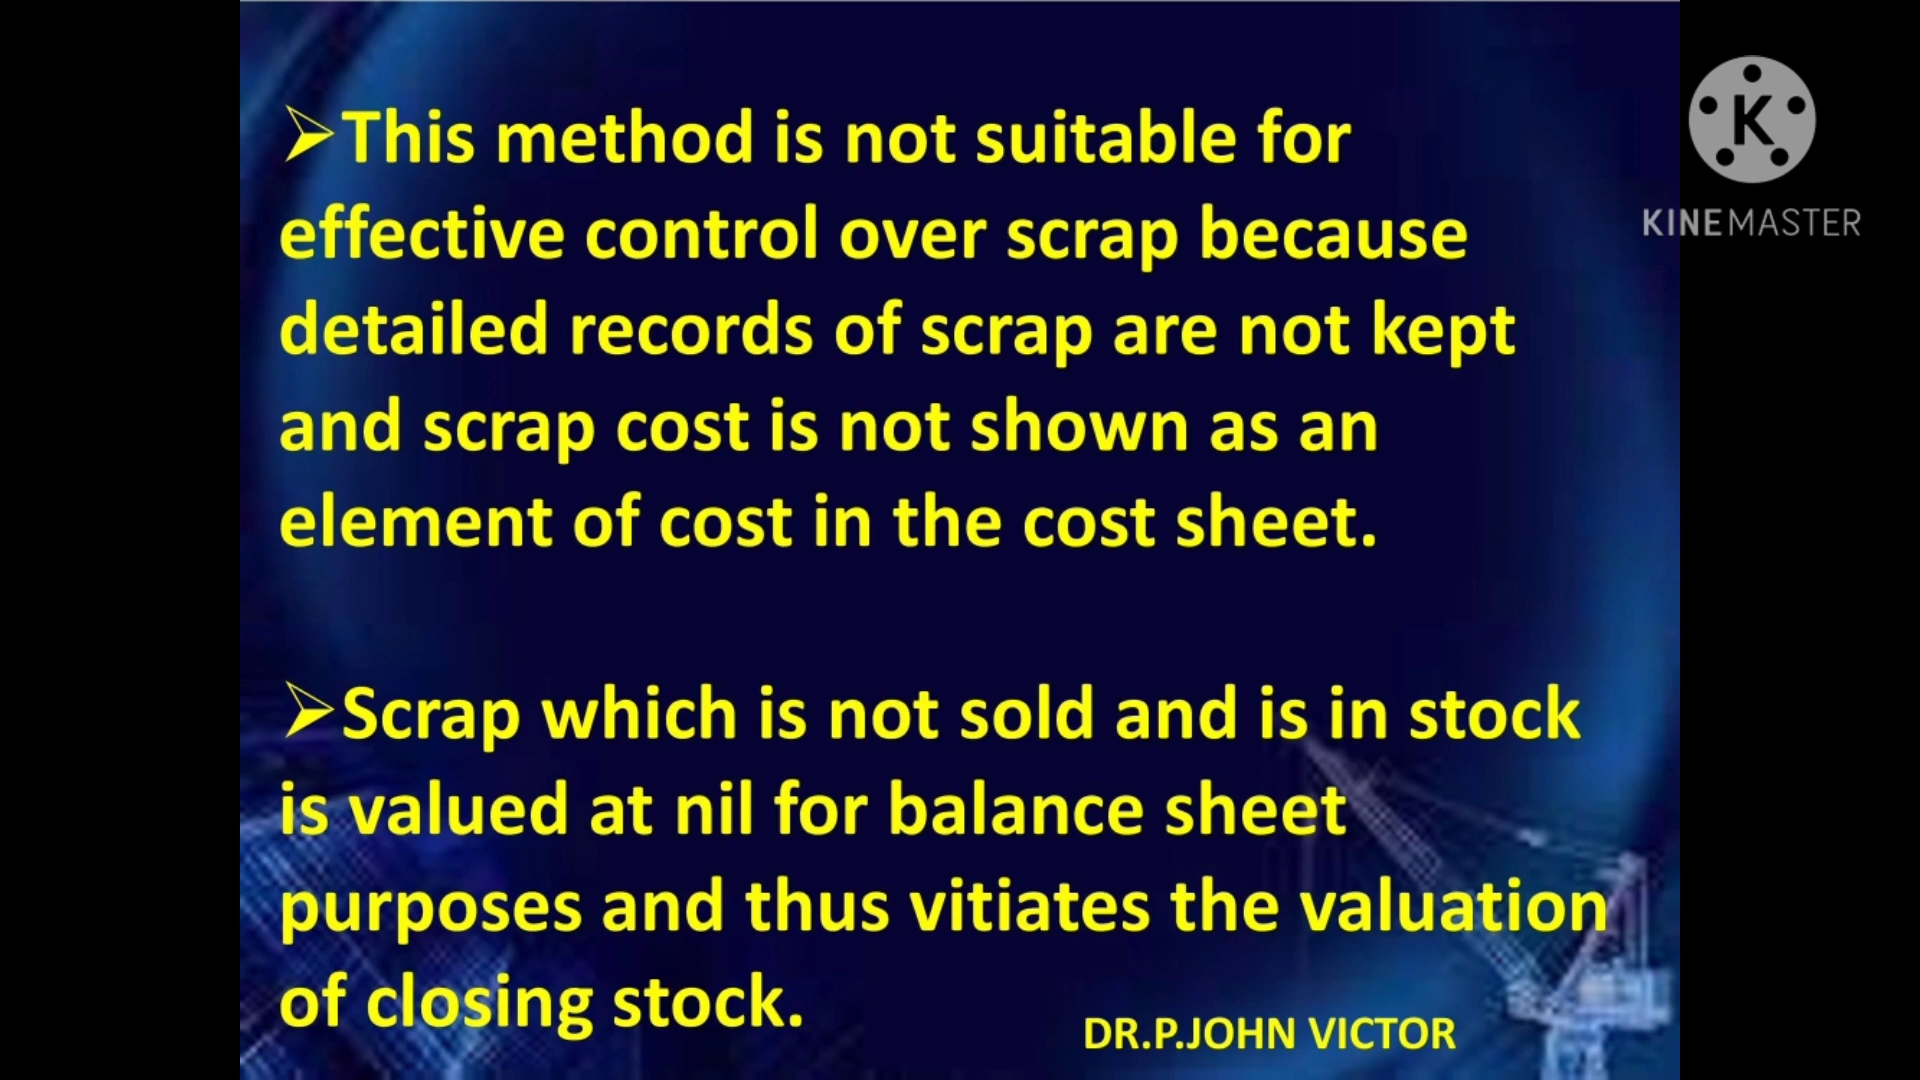 ➢This method is not suitable for
effective control over scrap because
detailed records of scrap are not kept
and scrap cost is not shown as an
element of cost in the cost sheet.
➢Scrap which is not sold and is in stock
is valued at nil for balance sheet
purposes and thus vitiates the valuation
of closing stock.
DR.P.JOHN VICTOR
K
KINEMASTER